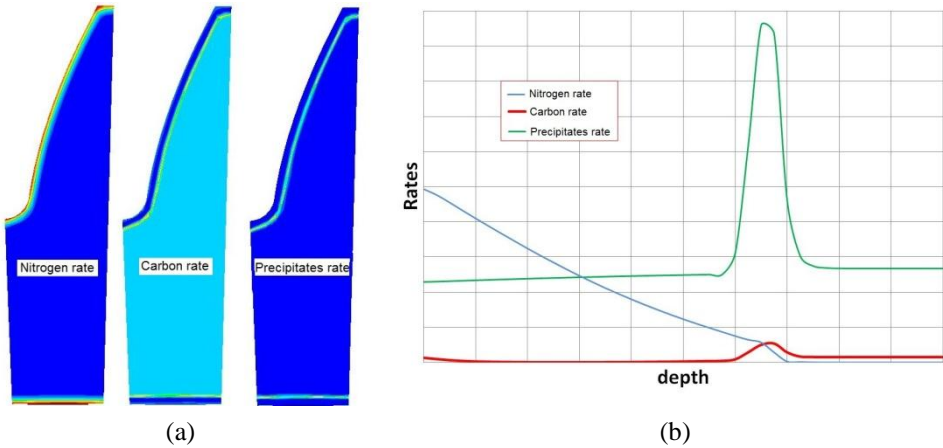 Nitrogen rate
Carbon rate
Precipitates rate
Nitrogen rate
Carbon rate
Precipitates rate
Rates
depth
(a)
(b)